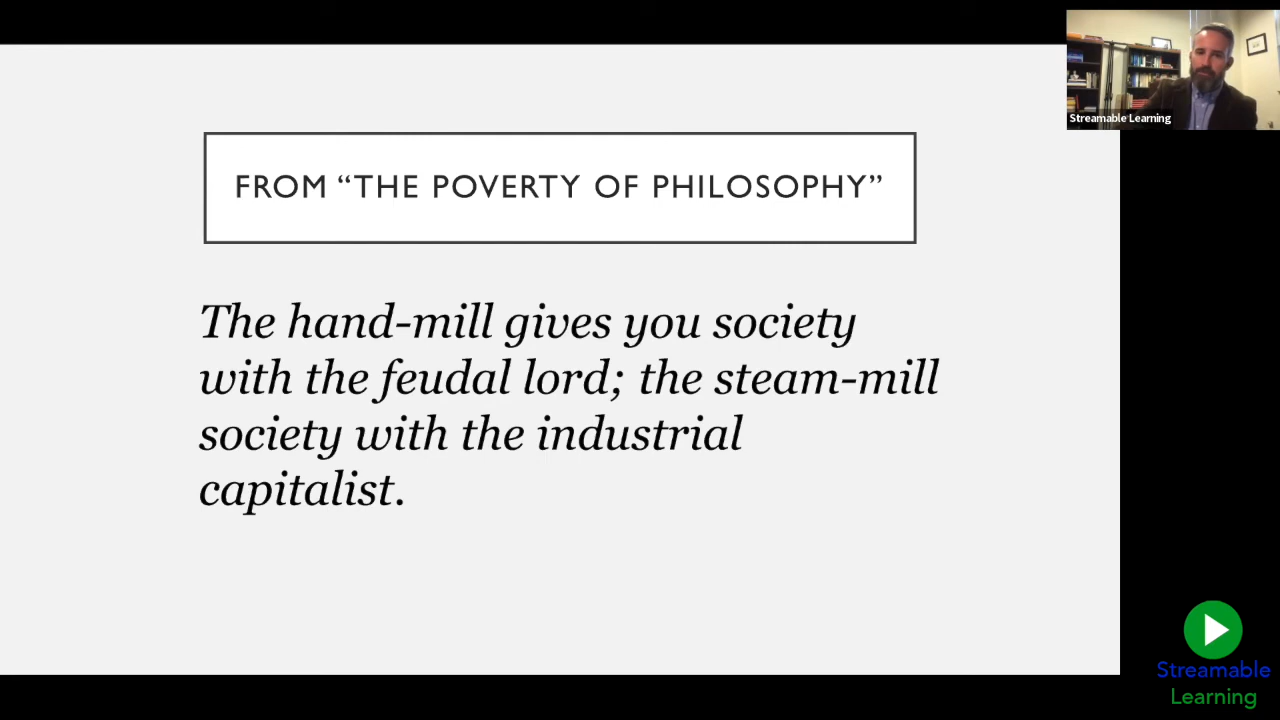 Streamable Learning
FROM “THE POVERTY OF PHILOSOPHY”
The hand-mill gives you society
with the feudal lord; the steam-mill
society with the industrial
capitalist.
Streamable
Learning